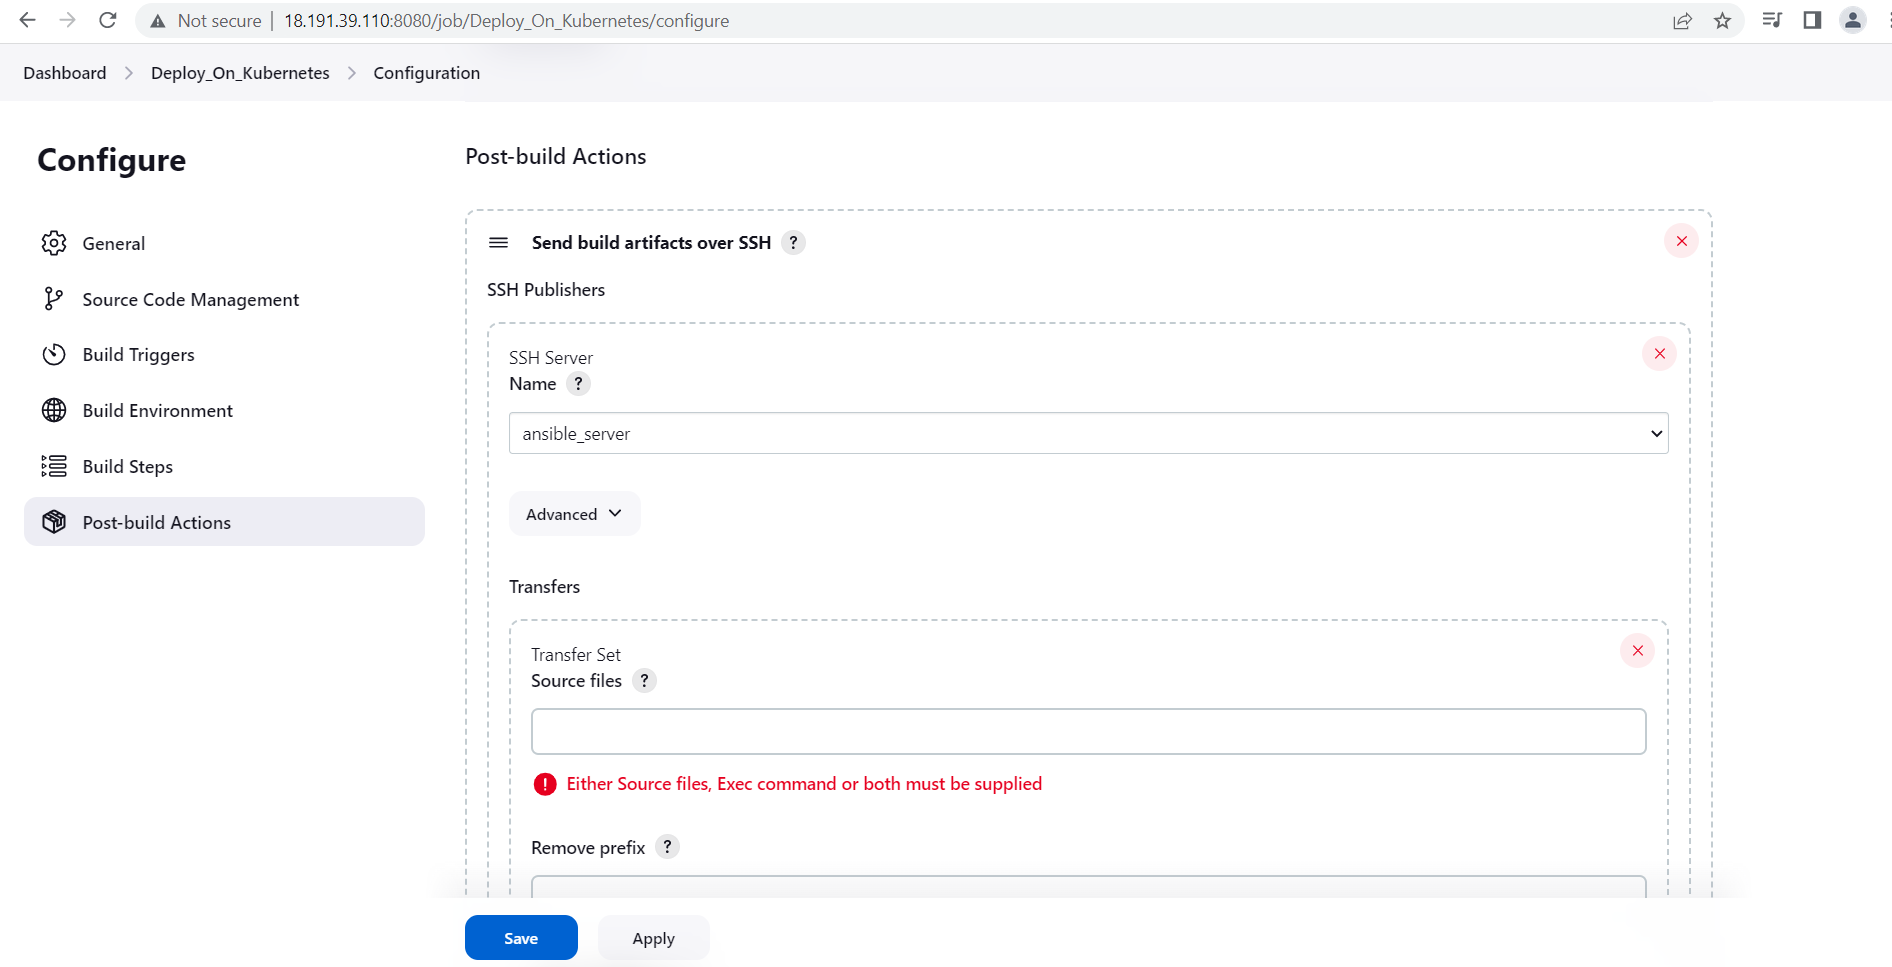 Not secure | 18.191.39.110:8080/job/Deploy_On_Kubernetes/configure
Dashboard > Deploy_On_Kubernetes > Configuration
Configure
General
Source Code Management
Build Triggers
Build Environment
Build Steps
Post-build Actions
Post-build Actions
Send build artifacts over SSH ?
SSH Publishers
SSH Server
Name ?
ansible_server
Advanced
Transfers
Transfer Set
Source files ?
Either Source files, Exec command or both must be supplied
Remove prefix ?
Save Apply